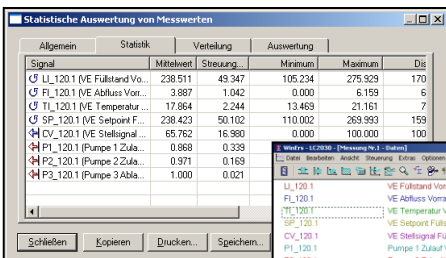 Statistische Auswertung von Messwerten
Allgemein Statistik Verteilung Auswertung
Signal Mittelwert Streuung... Minimum Maximum Dis
LI_120.1 (VE Füllstand Vo... 238.511 49.347 105.234 275.929 170
FI_120.1 (VE Abfluss Vorr... 3.887 1.042 0.000 6.159 6
TI_120.1 (VE Temperatur ... 17.864 2.244 13.469 21.161 7
SP_120.1 (VE Setpoint F... 238.423 50.102 110.002 269.993 159
CV_120.1 (VE Stellsignal ... 65.762 16.980 0.000 100.000 100
P1_120.1 (Pumpe 1 Zula... 0.868 0.339
P2_120.1 (Pumpe 2 Zula... 0.971 0.169
P3_120.1 (Pumpe 3 Abla... 1.000 0.021
Schließen Kopieren Drucken... Speichern...
WinErs - LC2030 - [Messung Nr.1 - Daten]
Datei Bearbeiten Ansicht Steuerung Extras Optionen
LI_120.1 VE Füllstand Vor
FI_120.1 VE Abfluss Vorra
TI_120.1 VE Temperatur V
SP_120.1 VE Setpoint Füll
CV_120.1 VE Stellsignal Fü
P1_120.1 Pumpe 1 Zulauf